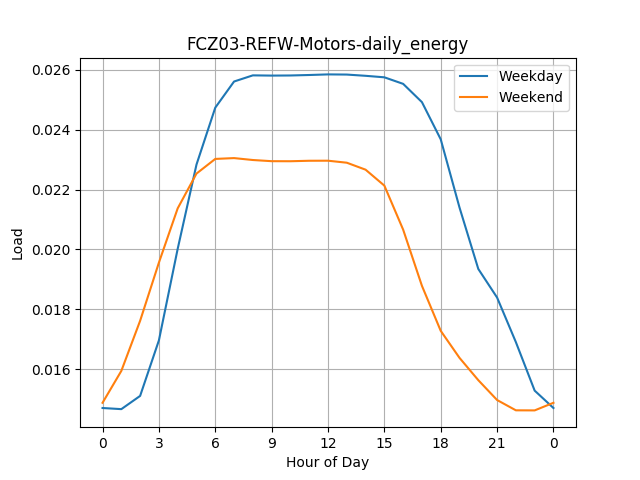 FCZ03-REFW-Motors-daily_energy
Weekday
Weekend
0.026
0.024
0.022
0.020
0.018
0.016
Load
0 3 6 9 12 15 18 21 0
Hour of Day